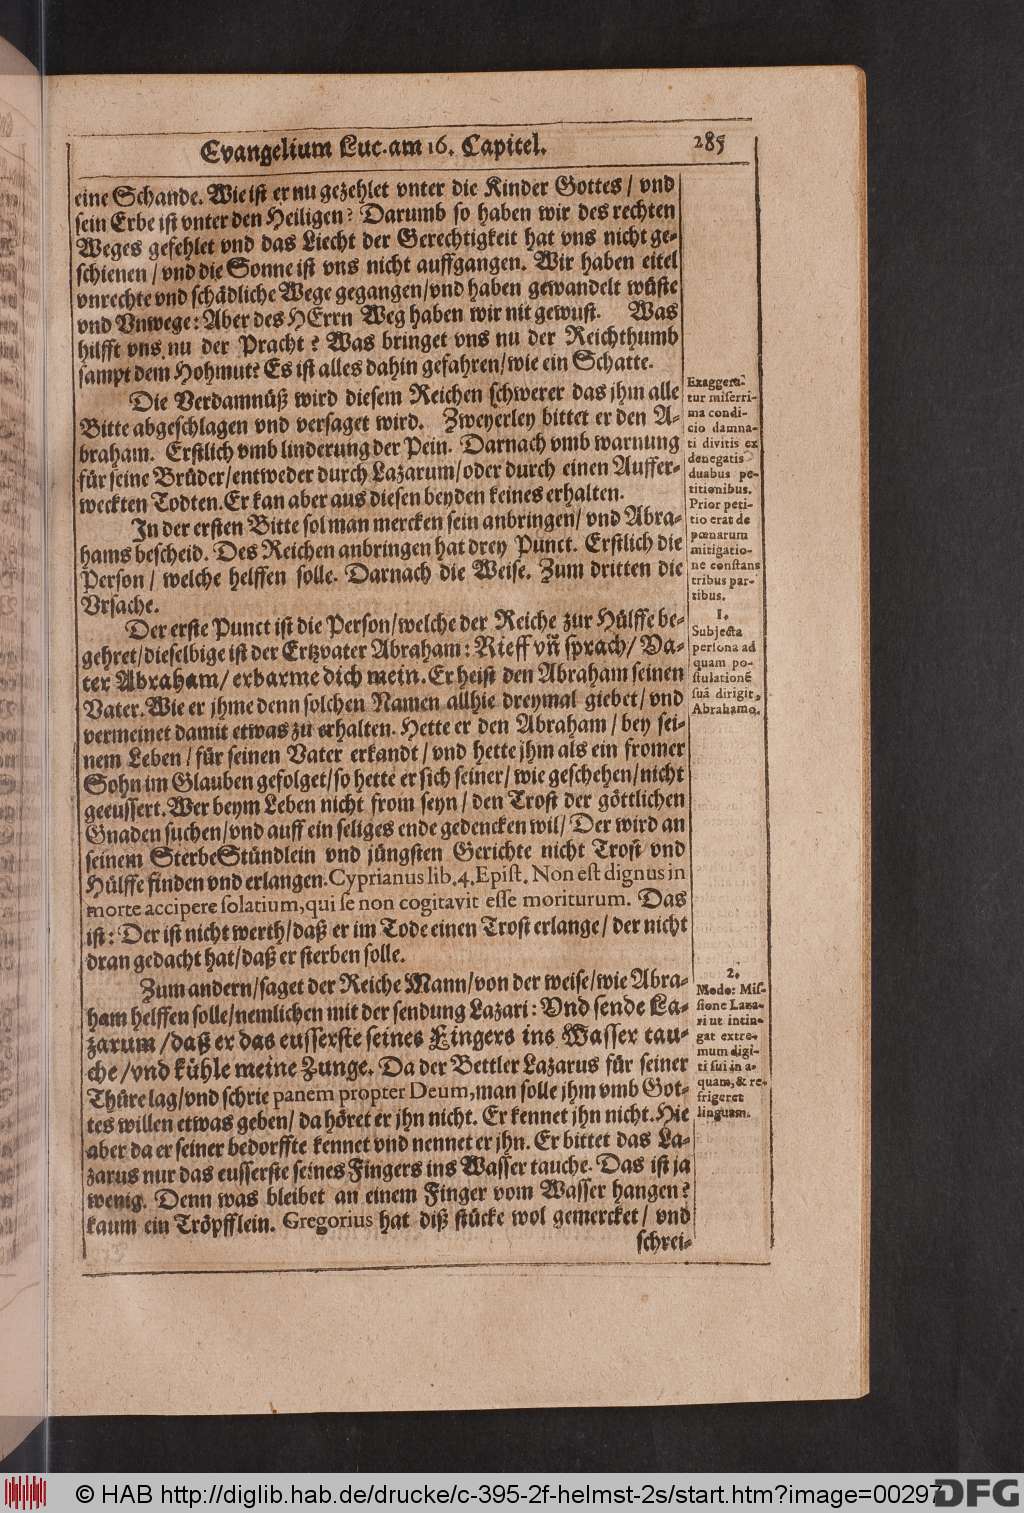 Evangelium Luc. am 16. Capitel.
285
eine Schande. Wie ist er nu gezehlet vnter die Kinder Gottes / vnd
sein Erbe ist vnter den Heiligen? Darumb so haben wir des rechten
Weges gefehlet vnd das Liecht der Gerechtigkeit hat vns nicht ge-
schienen / vnd die Sonne ist vns nicht auffgangen. Wir haben eitel
vnrechte vnd schädliche Wege gegangen / vnd haben gewandelt wüste
vnd Vnwege: Aber des HErrn Weg haben wir nit gewust. Was
hilfft vns nu der Pracht? Was bringet vns nu der Reichthumb
sampt dem Hohmut? Es ist alles dahin gefahren / wie ein Schatte.
Die Verdamnüß wird diesem Reichen schwerer das jhm alle
Bitte abgeschlagen vnd versaget wird. Zweyerley bittet er den A-
braham. Erstlich vmb linderung der Pein. Darnach vmb warnung
für seine Brüder / entweder durch Lazarum / oder durch einen Auffer-
weckten Todten. Er kan aber aus diesen beyden keines erhalten.
In der ersten Bitte sol man mercken sein anbringen / vnd Abra-
hams bescheid. Des Reichen anbringen hat drey Punct. Erstlich die
Person / welche helffen solle. Darnach die Weise. Zum dritten die
Vrsache.
Der erste Punct ist die Person / welche der Reiche zur Hülffe be-
gehret / dieselbige ist der Ertzvater Abraham: Rieff vn̄ sprach / Va-
ter Abraham / erbarme dich mein. Er heist den Abraham seinen
Vater. Wie er jhme denn solchen Namen allhie dreymal giebet / vnd
vermeinet damit etwas zu erhalten. Hette er den Abraham / bey sei-
nem Leben / für seinen Vater erkandt / vnd hette jhm als ein fromer
Sohn im Glauben gefolget / so hette er sich seiner / wie geschehen / nicht
geeussert. Wer beym Leben nicht from seyn / den Trost der göttlichen
Gnaden suchen / vnd auff ein seliges ende gedencken wil / Der wird an
seinem SterbeStündlein vnd jüngsten Gerichte nicht Trost vnd
Hülffe finden vnd erlangen. Cyprianus lib. 4. Epist. Non est dignus in
morte accipere solatium, qui se non cogitavit esse moriturum. Das
ist: Der ist nicht werth / daß er im Tode einen Trost erlange / der nicht
dran gedacht hat / daß er sterben solle.
Zum andern / saget der Reiche Mann / von der weise / wie Abra-
ham helffen solle / nemlichen mit der sendung Lazari: Vnd sende La-
zarum / daß er das eusserste seines Fingers ins Wasser tau-
che / vnd kühle meine Zunge. Da der Bettler Lazarus für seiner
Thüre lag / vnd schrie panem propter Deum, man solle jhm vmb Got-
tes willen etwas geben / da höret er jhn nicht. Er kennet jhn nicht. Hie
aber da er seiner bedorffte kennet vnd nennet er jhn. Er bittet das La-
zarus nur das eusserste seines Fingers ins Wasser tauche. Das ist ja
wenig. Denn was bleibet an einem Finger vom Wasser hangen?
kaum ein Tröpfflein. Gregorius hat diß stücke wol gemercket / vnd
schrei-
Exaggera-
tur miserri-
ma condi-
cio damna-
ti divitis ex
denegatis
duabus pe-
titionibus.
Prior peti-
tio erat de
pœnarum
mitigatio-
ne constans
tribus par-
tibus.
1.
Subjecta
persona ad
quam po-
stulationē
suā dirigit,
Abrahamo.
2.
Modo: Mis-
sione Laza-
ri ut intin-
gat extre-
mum digi-
ti sui in a-
quam, & re-
frigeret
linguam.
© HAB http://diglib.hab.de/drucke/c-395-2f-helmst-2s/start.htm?image=00297
DFG